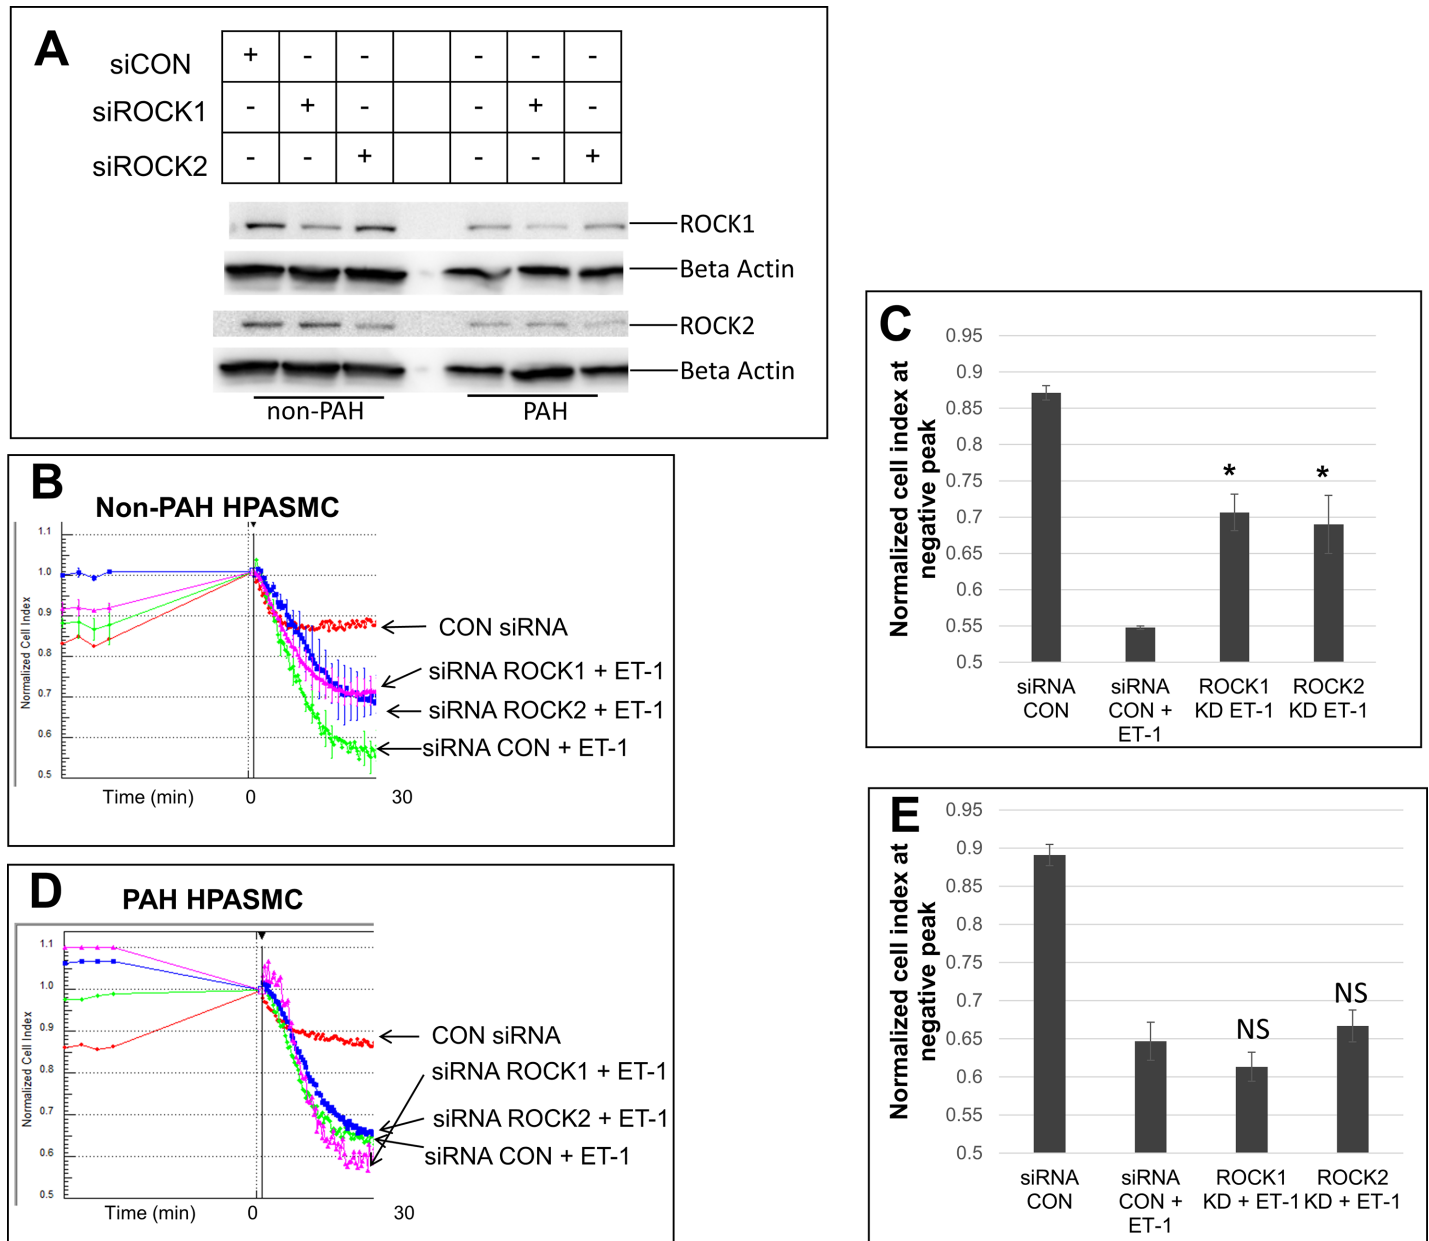 A
siCON + - - - - -
siROCK1 - + - - + -
siROCK2 - - + - - +
ROCK1
Beta Actin
ROCK2
Beta Actin
non-PAH PAH
B
Non-PAH HPASMC
Normalized Cell Index
1.1
1.0
0.9
0.8
0.7
0.6
0.5
CON siRNA
siRNA ROCK1 + ET-1
siRNA ROCK2 + ET-1
siRNA CON + ET-1
Time (min) 0 30
C
Normalized cell index at
negative peak
0.95
0.9
0.85
0.8
0.75
0.7
0.65
0.6
0.55
0.5
* *
siRNA
CON
siRNA
CON +
ET-1
ROCK1
KD ET-1
ROCK2
KD ET-1
D
PAH HPASMC
Normalized Cell Index
1.1
1.0
0.9
0.8
0.7
0.6
0.5
CON siRNA
siRNA ROCK1 + ET-1
siRNA ROCK2 + ET-1
siRNA CON + ET-1
Time (min) 0 30
E
Normalized cell index at
negative peak
0.95
0.9
0.85
0.8
0.75
0.7
0.65
0.6
0.55
0.5
NS NS
siRNA
CON
siRNA
CON +
ET-1
ROCK1
KD + ET-1
ROCK2
KD + ET-1